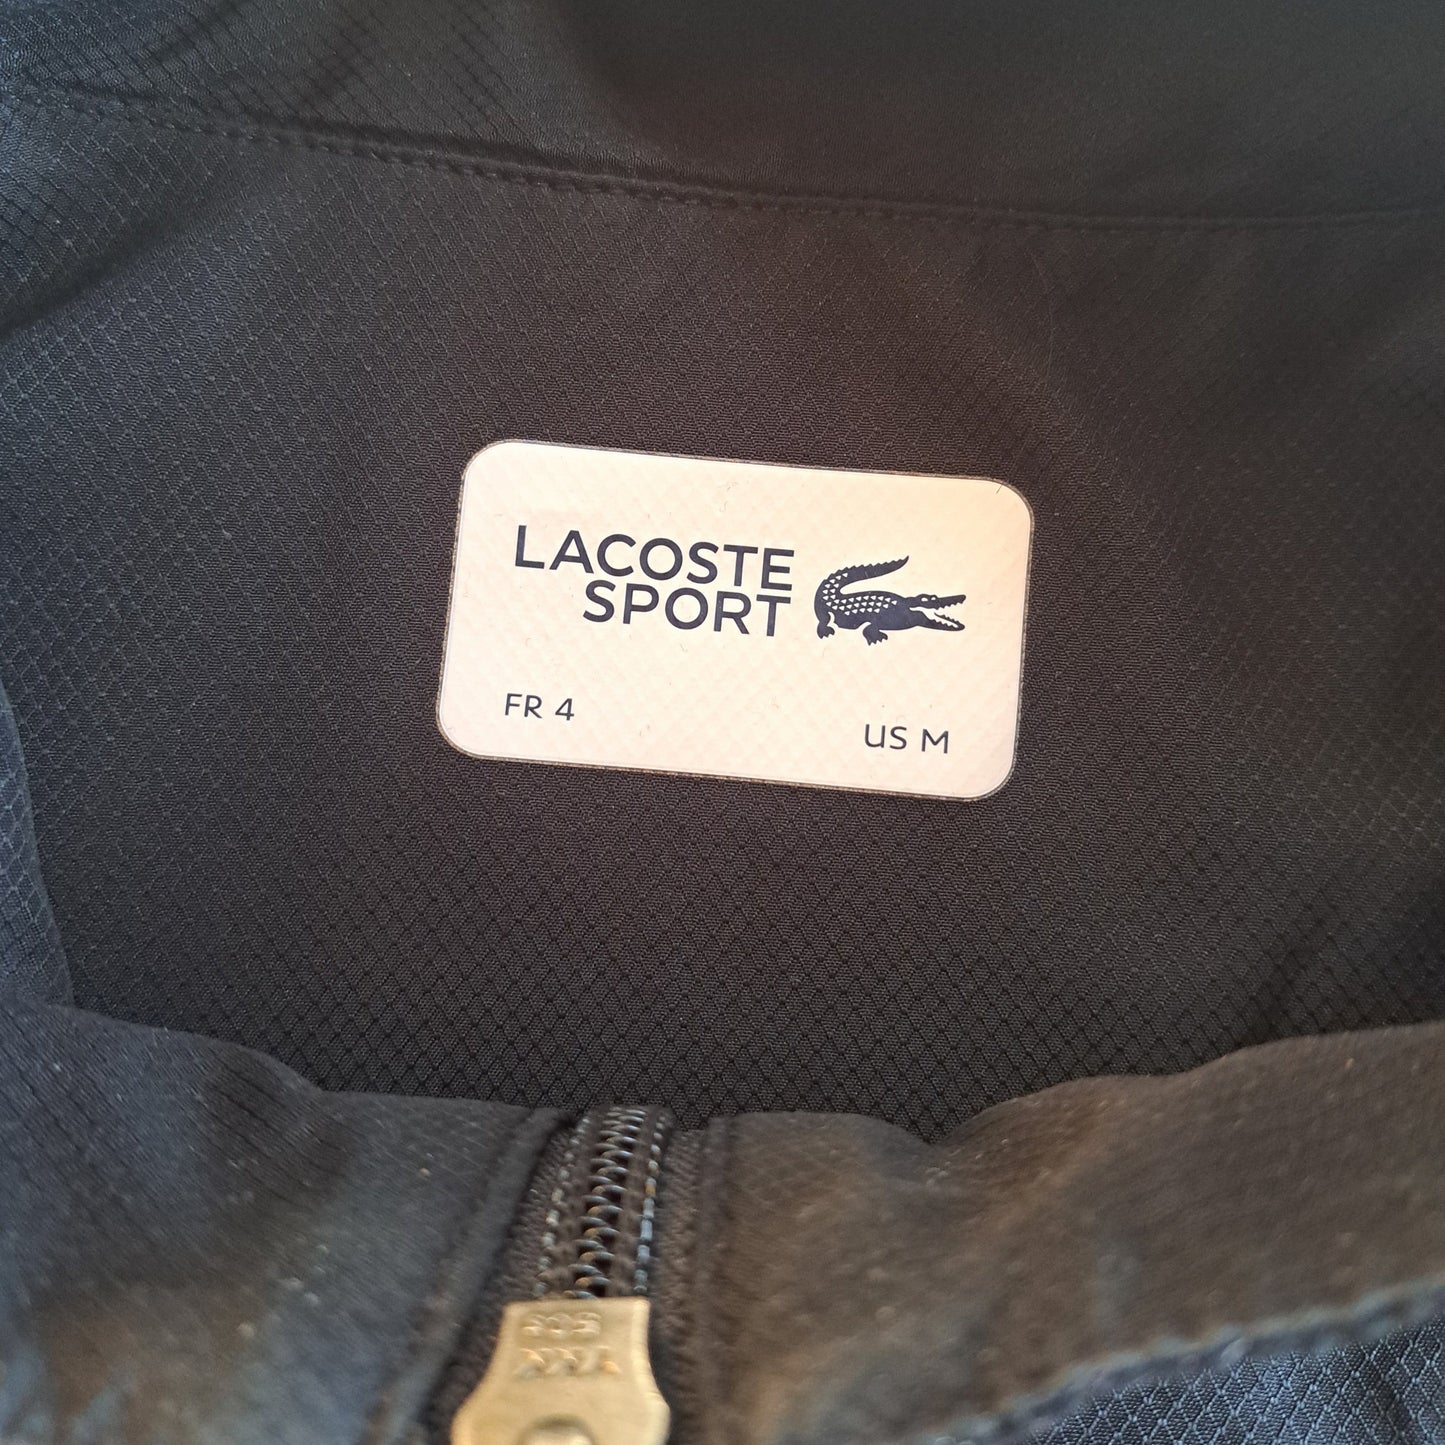 LACOSTE
SPORT
FR 4
US M
YKK